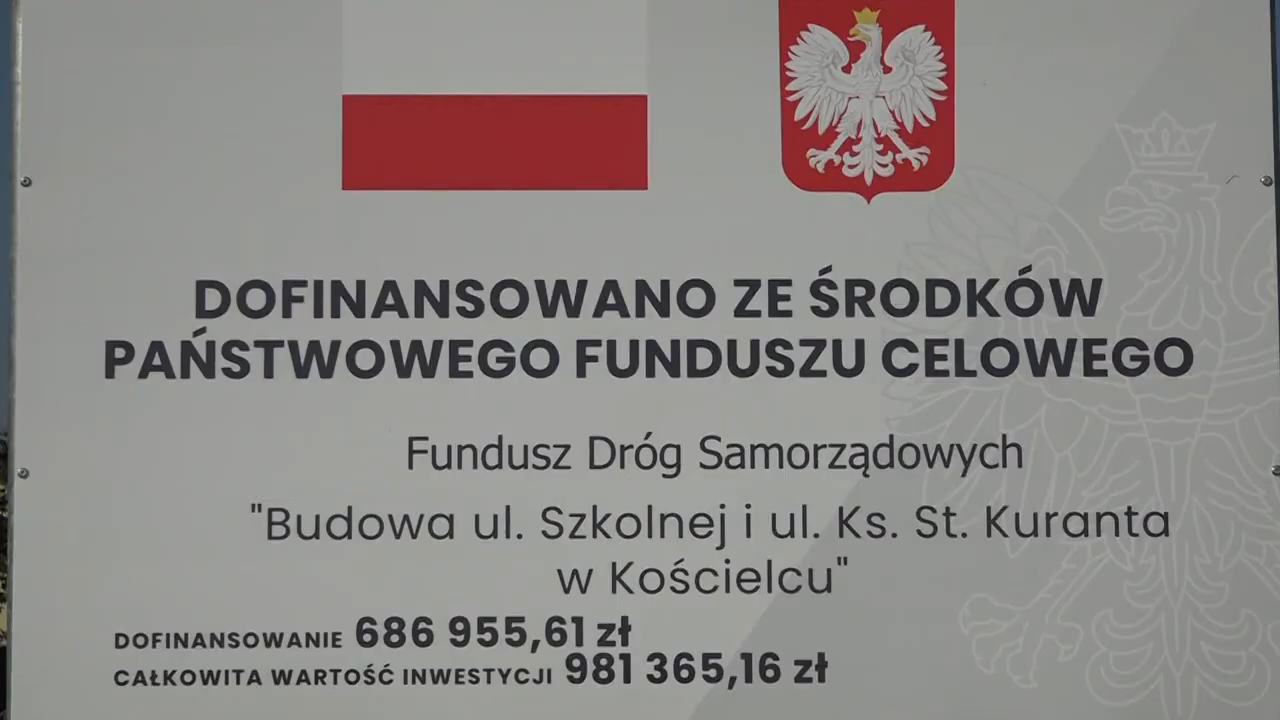 DOFINANSOWANO ZE ŚRODKÓW
PAŃSTWOWEGO FUNDUSZU CELOWEGO
Fundusz Dróg Samorządowych
"Budowa ul. Szkolnej i ul. Ks. St. Kuranta
w Kościelcu"
DOFINANSOWANIE 686 955,61 zł
CAŁKOWITA WARTOŚĆ INWESTYCJI 981 365,16 zł